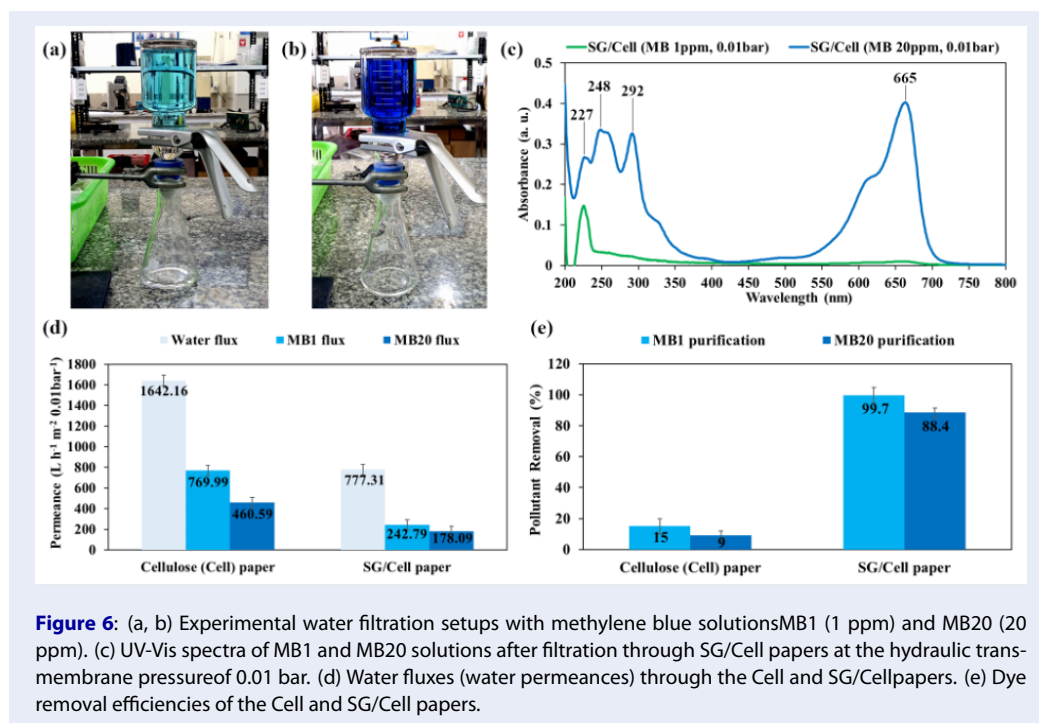 (a)
(b)
(c)
SG/Cell (MB 1ppm, 0.01bar)
SG/Cell (MB 20ppm, 0.01bar)
Absorbance (a. u.)
0.5
0.4
0.3
0.2
0.1
0
227
248
292
665
200 250 300 350 400 450 500 550 600 650 700 750 800
Wavelength (nm)
(d)
Water flux
MB1 flux
MB20 flux
Permeance (L h⁻¹ m⁻² 0.01bar⁻¹)
1800
1600
1400
1200
1000
800
600
400
200
0
1642.16
769.99
460.59
777.31
242.79
178.09
Cellulose (Cell) paper
SG/Cell paper
(e)
MB1 purification
MB20 purification
Pollutant Removal (%)
120
100
80
60
40
20
0
15
9
99.7
88.4
Cellulose (Cell) paper
SG/Cell paper
Figure 6: (a, b) Experimental water filtration setups with methylene blue solutionsMB1 (1 ppm) and MB20 (20
ppm). (c) UV-Vis spectra of MB1 and MB20 solutions after filtration through SG/Cell papers at the hydraulic trans-
membrane pressureof 0.01 bar. (d) Water fluxes (water permeances) through the Cell and SG/Cellpapers. (e) Dye
removal efficiencies of the Cell and SG/Cell papers.